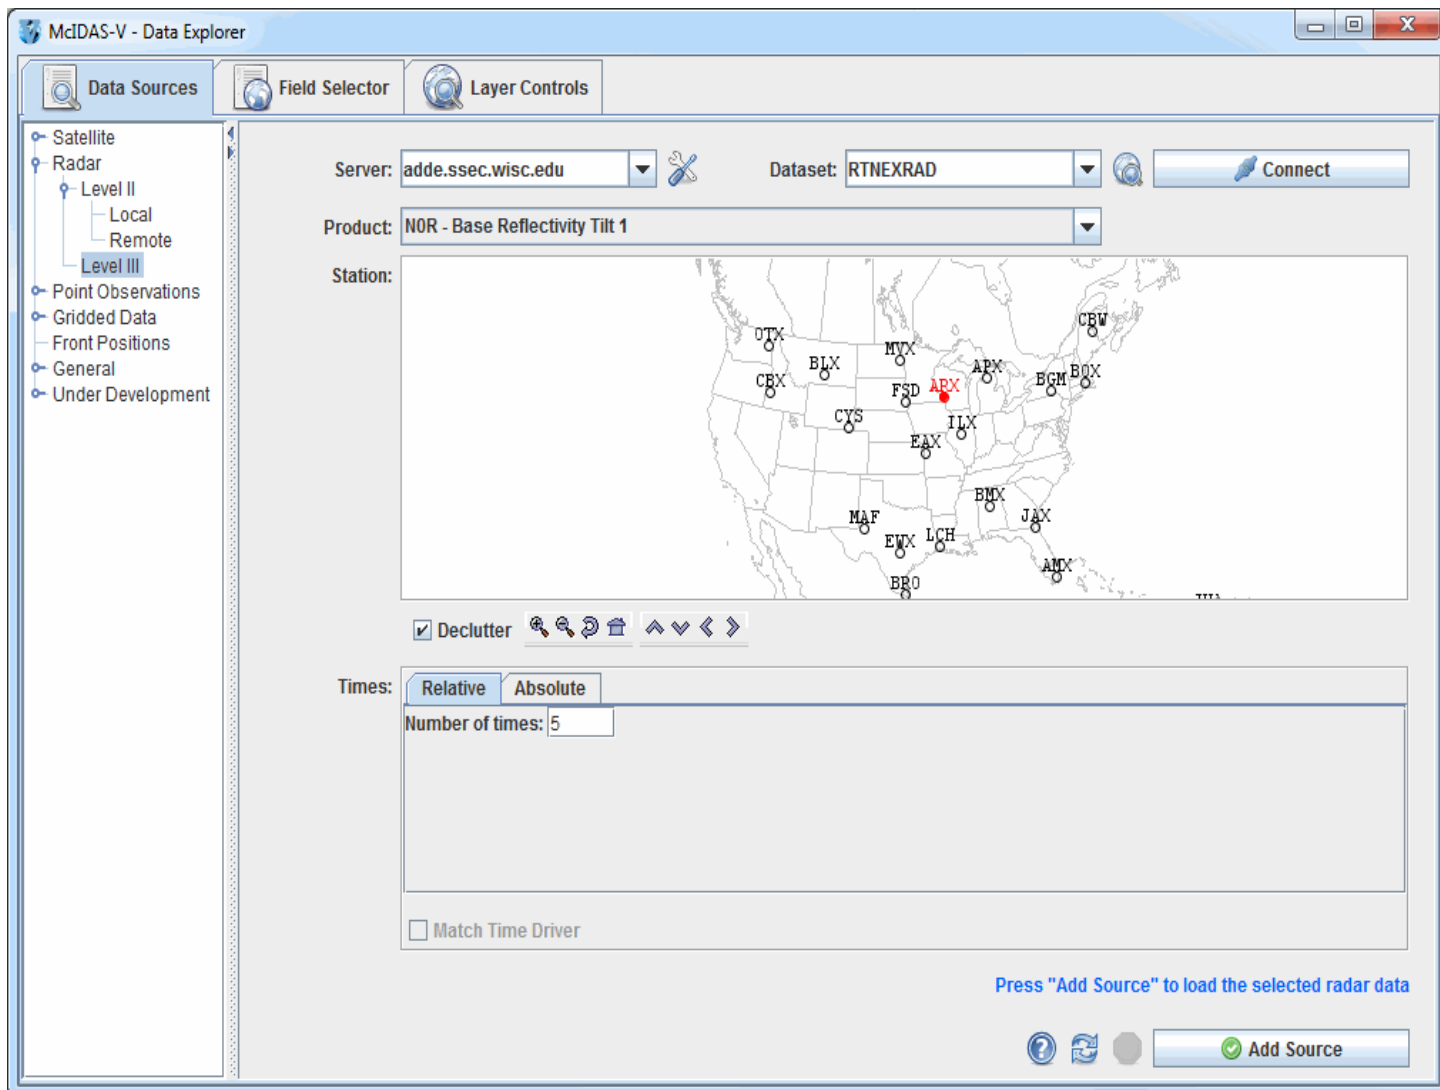 McIDAS-V - Data Explorer
Data Sources
Field Selector
Layer Controls
Satellite
Radar
Level II
Local
Remote
Level III
Point Observations
Gridded Data
Front Positions
General
Under Development
Server: adde.ssec.wisc.edu
Dataset: RTNEXRAD
Connect
Product: N0R - Base Reflectivity Tilt 1
Station:
CBW
OTX
MVX
BLX
APX
BGM BOX
CBX
FSD ARX
CYS
ILX
EAX
BMX
MAF
JAX
EWX LCH
AMX
BRO
Declutter
Times: Relative Absolute
Number of times: 5
Match Time Driver
Press "Add Source" to load the selected radar data
Add Source